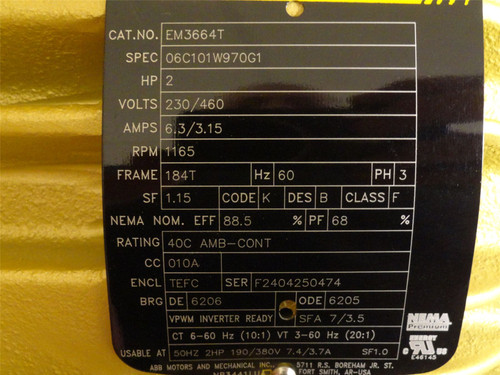 CAT.NO. EM3664T
SPEC 06C101W970G1
HP 2
VOLTS 230/460
AMPS 6.3/3.15
RPM 1165
FRAME 184T Hz 60 PH 3
SF 1.15 CODE K DES B CLASS F
NEMA NOM. EFF 88.5 % PF 68 %
RATING 40C AMB-CONT
CC 010A
ENCL TEFC SER F2404250474
BRG DE 6206 ODE 6205
VPWM INVERTER READY SFA 7/3.5
NEMA
Premium
CT 6-60 Hz (10:1) VT 3-60 Hz (20:1)
ENERGY
C US
USABLE AT 50HZ 2HP 190/380V 7.4/3.7A SF1.0
ABB MOTORS AND MECHANICAL INC., 5711 R.S. BOREHAM JR. ST.
FORT SMITH, AR-USA